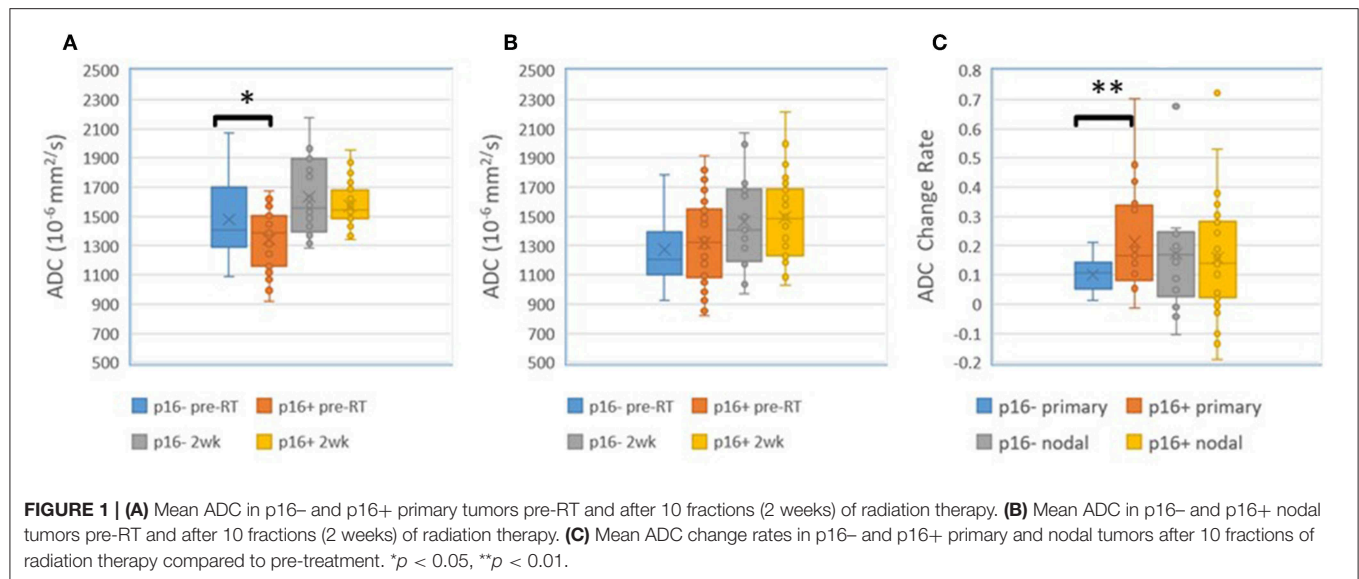 A
B
C
2500
2300
2100
1900
1700
1500
1300
1100
900
700
500
ADC (10⁻⁶ mm²/s)
*
p16- pre-RT
p16+ pre-RT
p16- 2wk
p16+ 2wk
2500
2300
2100
1900
1700
1500
1300
1100
900
700
500
ADC (10⁻⁶ mm²/s)
p16- pre-RT
p16+ pre-RT
p16- 2wk
p16+ 2wk
0.8
0.7
0.6
0.5
0.4
0.3
0.2
0.1
0
-0.1
-0.2
ADC Change Rate
**
p16- primary
p16+ primary
p16- nodal
p16+ nodal
FIGURE 1 | (A) Mean ADC in p16– and p16+ primary tumors pre-RT and after 10 fractions (2 weeks) of radiation therapy. (B) Mean ADC in p16– and p16+ nodal
tumors pre-RT and after 10 fractions (2 weeks) of radiation therapy. (C) Mean ADC change rates in p16– and p16+ primary and nodal tumors after 10 fractions of
radiation therapy compared to pre-treatment. *p < 0.05, **p < 0.01.